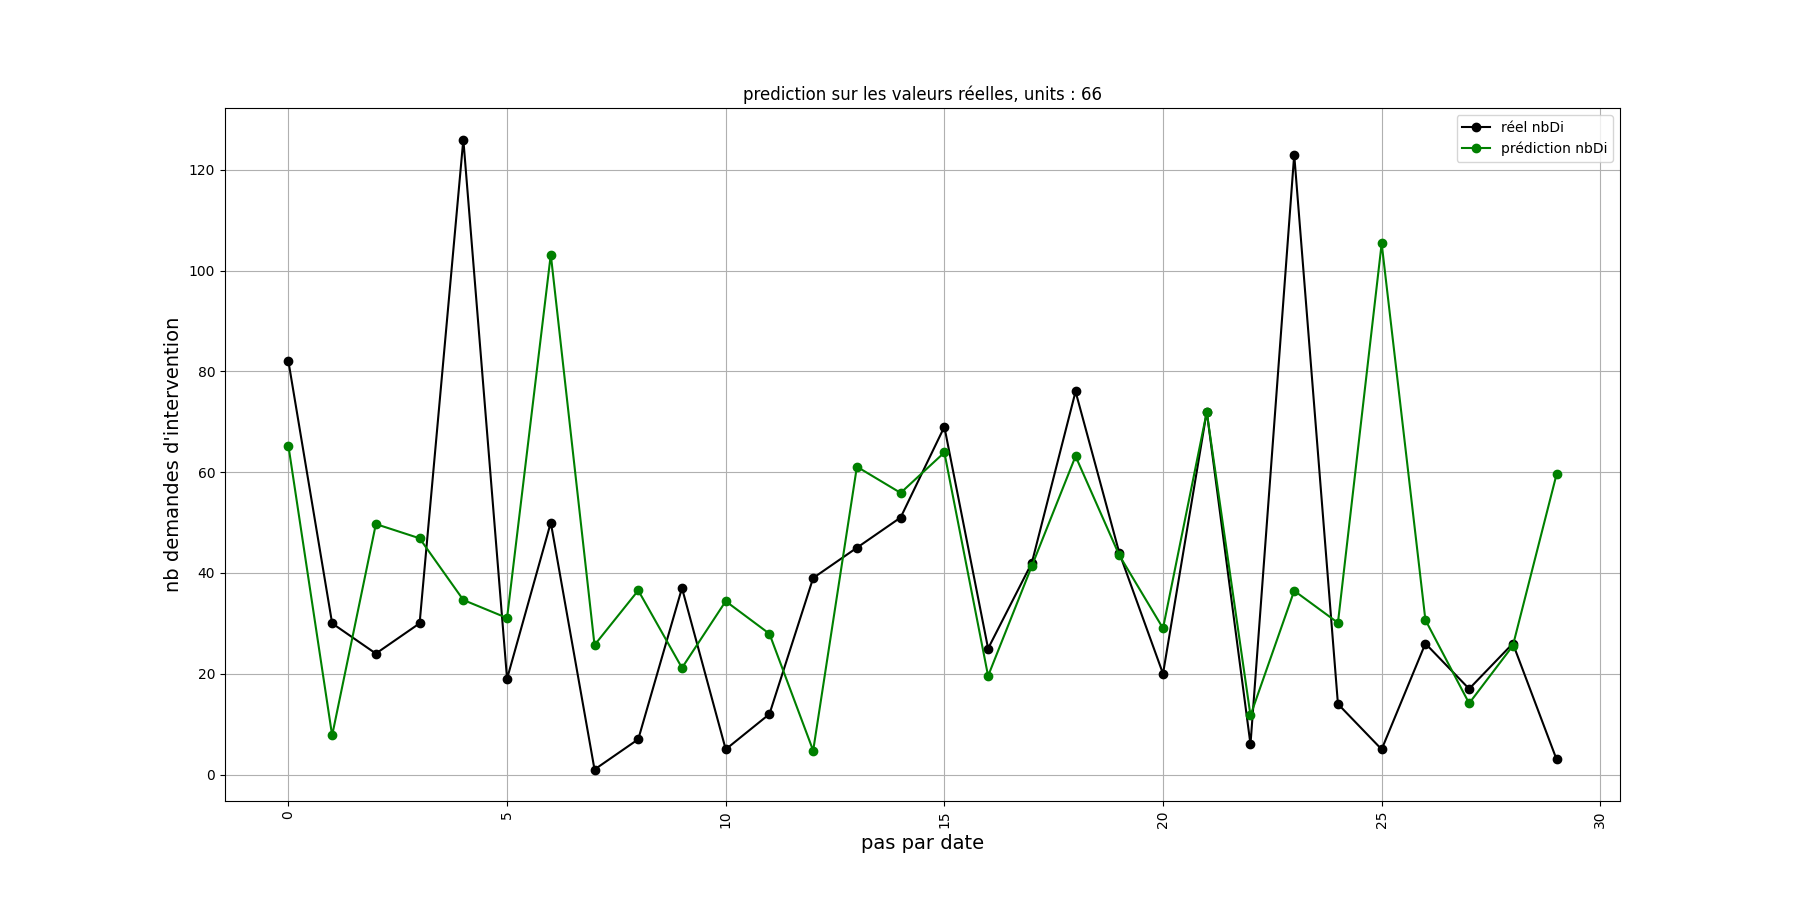 prediction sur les valeurs réelles, units : 66
réel nbDi
prédiction nbDi
nb demandes d'intervention
120
100
80
60
40
20
0
0
5
10
15
20
25
30
pas par date